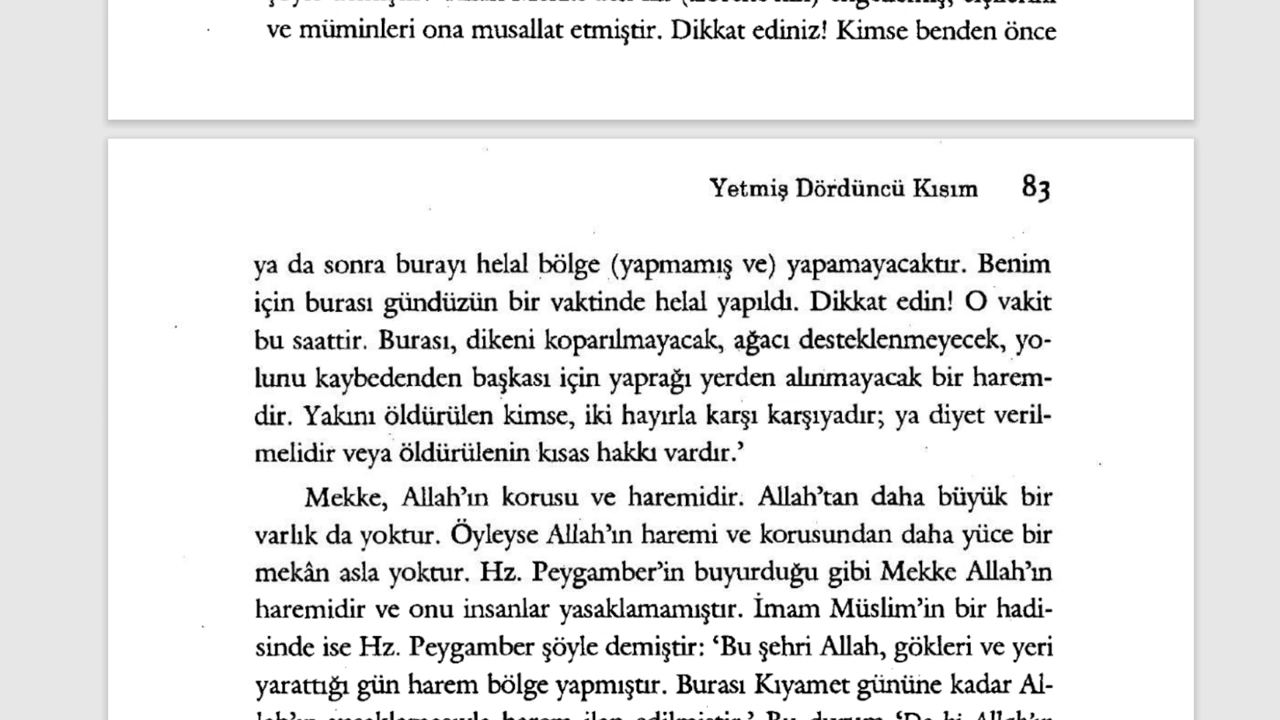 ve müminleri ona musallat etmiştir. Dikkat ediniz! Kimse benden önce
Yetmiş Dördüncü Kısım 83
ya da sonra burayı helal bölge (yapmamış ve) yapamayacaktır. Benim
için burası gündüzün bir vaktinde helal yapıldı. Dikkat edin! O vakit
bu saattir. Burası, dikeni koparılmayacak, ağacı desteklenmeyecek, yo-
lunu kaybedenden başkası için yaprağı yerden alınmayacak bir harem-
dir. Yakını öldürülen kimse, iki hayırla karşı karşıyadır; ya diyet veril-
melidir veya öldürülenin kısas hakkı vardır.’
Mekke, Allah’ın korusu ve haremidir. Allah’tan daha büyük bir
varlık da yoktur. Öyleyse Allah’ın haremi ve korusundan daha yüce bir
mekân asla yoktur. Hz. Peygamber’in buyurduğu gibi Mekke Allah’ın
haremidir ve onu insanlar yasaklamamıştır. İmam Müslim’in bir hadi-
sinde ise Hz. Peygamber şöyle demiştir: ‘Bu şehri Allah, gökleri ve yeri
yarattığı gün harem bölge yapmıştır. Burası Kıyamet gününe kadar Al-